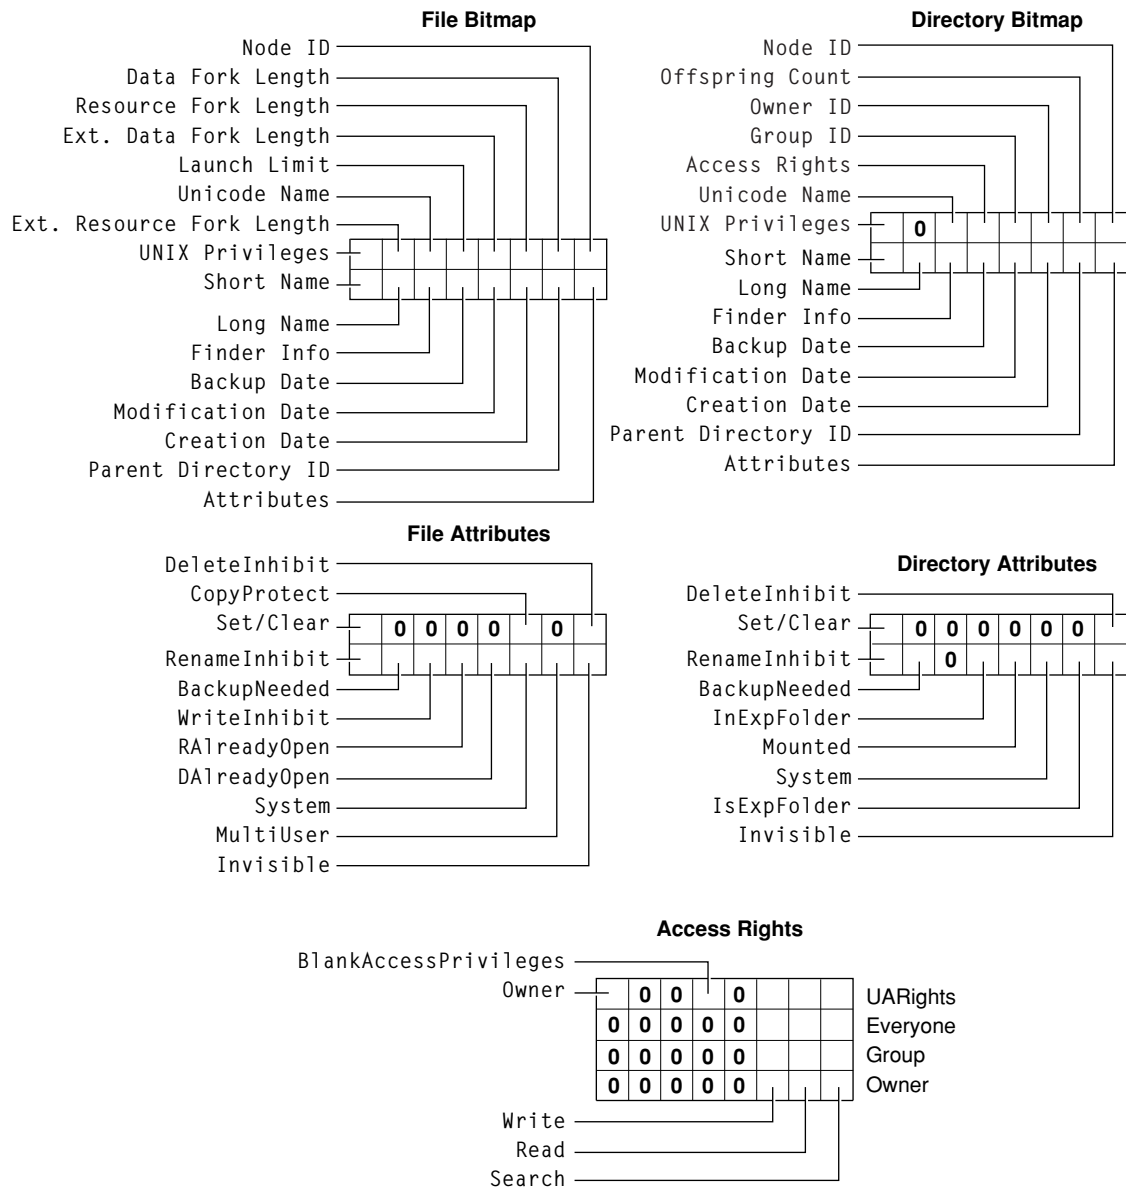 File Bitmap
Node ID
Data Fork Length
Resource Fork Length
Ext. Data Fork Length
Launch Limit
Unicode Name
Ext. Resource Fork Length
UNIX Privileges
Short Name
Long Name
Finder Info
Backup Date
Modification Date
Creation Date
Parent Directory ID
Attributes
Directory Bitmap
Node ID
Offspring Count
Owner ID
Group ID
Access Rights
Unicode Name
UNIX Privileges 0
Short Name
Long Name
Finder Info
Backup Date
Modification Date
Creation Date
Parent Directory ID
Attributes
File Attributes
DeleteInhibit
CopyProtect
Set/Clear 0 0 0 0 0
RenameInhibit
BackupNeeded
WriteInhibit
RAlreadyOpen
DAlreadyOpen
System
MultiUser
Invisible
Directory Attributes
DeleteInhibit
Set/Clear 0 0 0 0 0 0
RenameInhibit 0
BackupNeeded
InExpFolder
Mounted
System
IsExpFolder
Invisible
Access Rights
BlankAccessPrivileges
Owner 0 0 0 UARights
0 0 0 0 0 Everyone
0 0 0 0 0 Group
0 0 0 0 0 Owner
Write
Read
Search